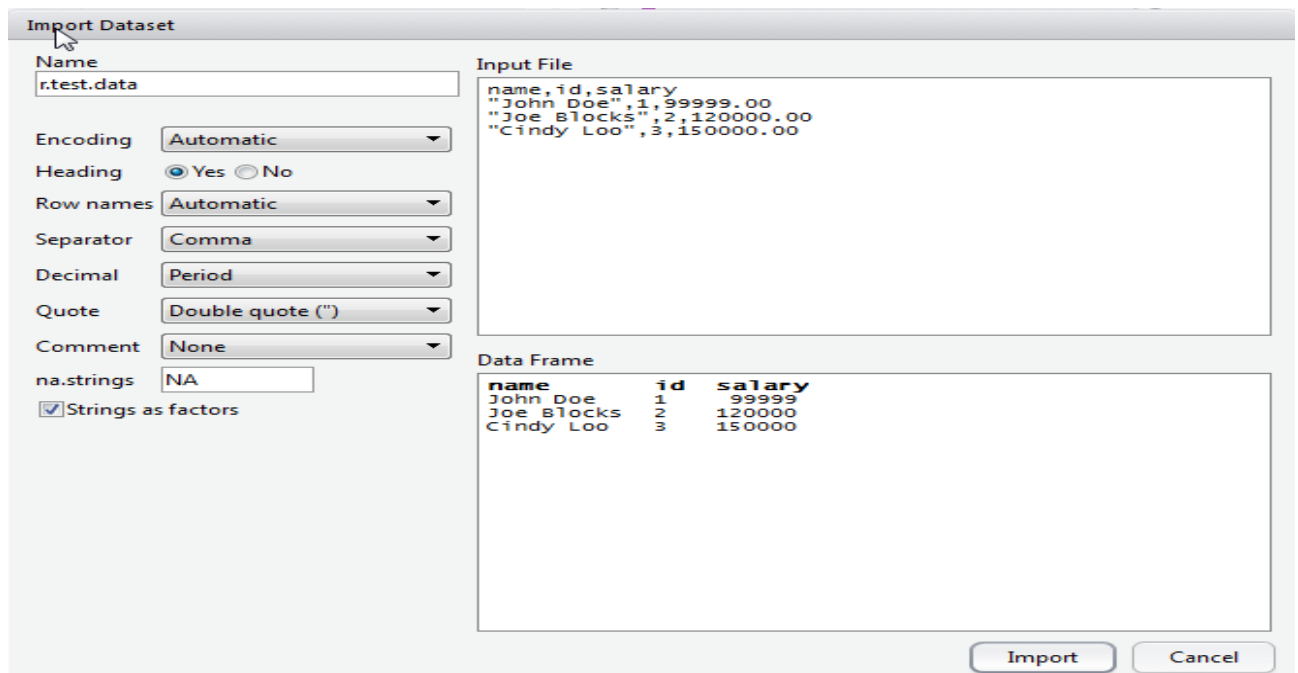 Import Dataset
Name
r.test.data
Encoding Automatic
Heading Yes No
Row names Automatic
Separator Comma
Decimal Period
Quote Double quote (")
Comment None
na.strings NA
Strings as factors
Input File
name,id,salary
"John Doe",1,99999.00
"Joe Blocks",2,120000.00
"Cindy Loo",3,150000.00
Data Frame
name id salary
John Doe 1 99999
Joe Blocks 2 120000
Cindy Loo 3 150000
Import Cancel